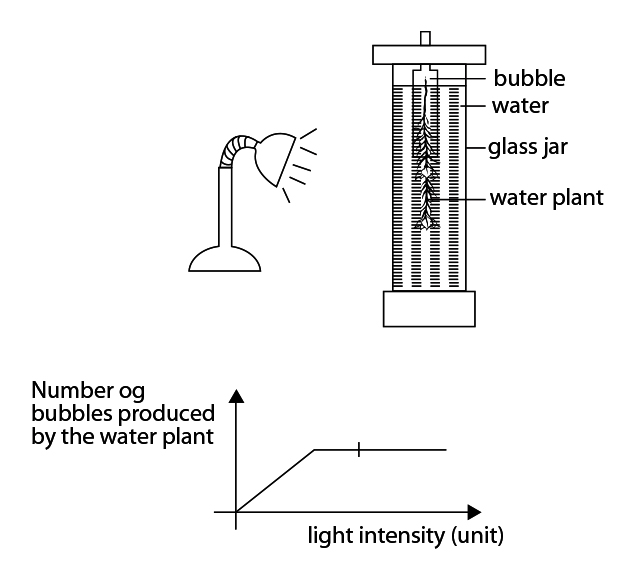 bubble
water
glass jar
water plant
Number og
bubbles produced
by the water plant
light intensity (unit)